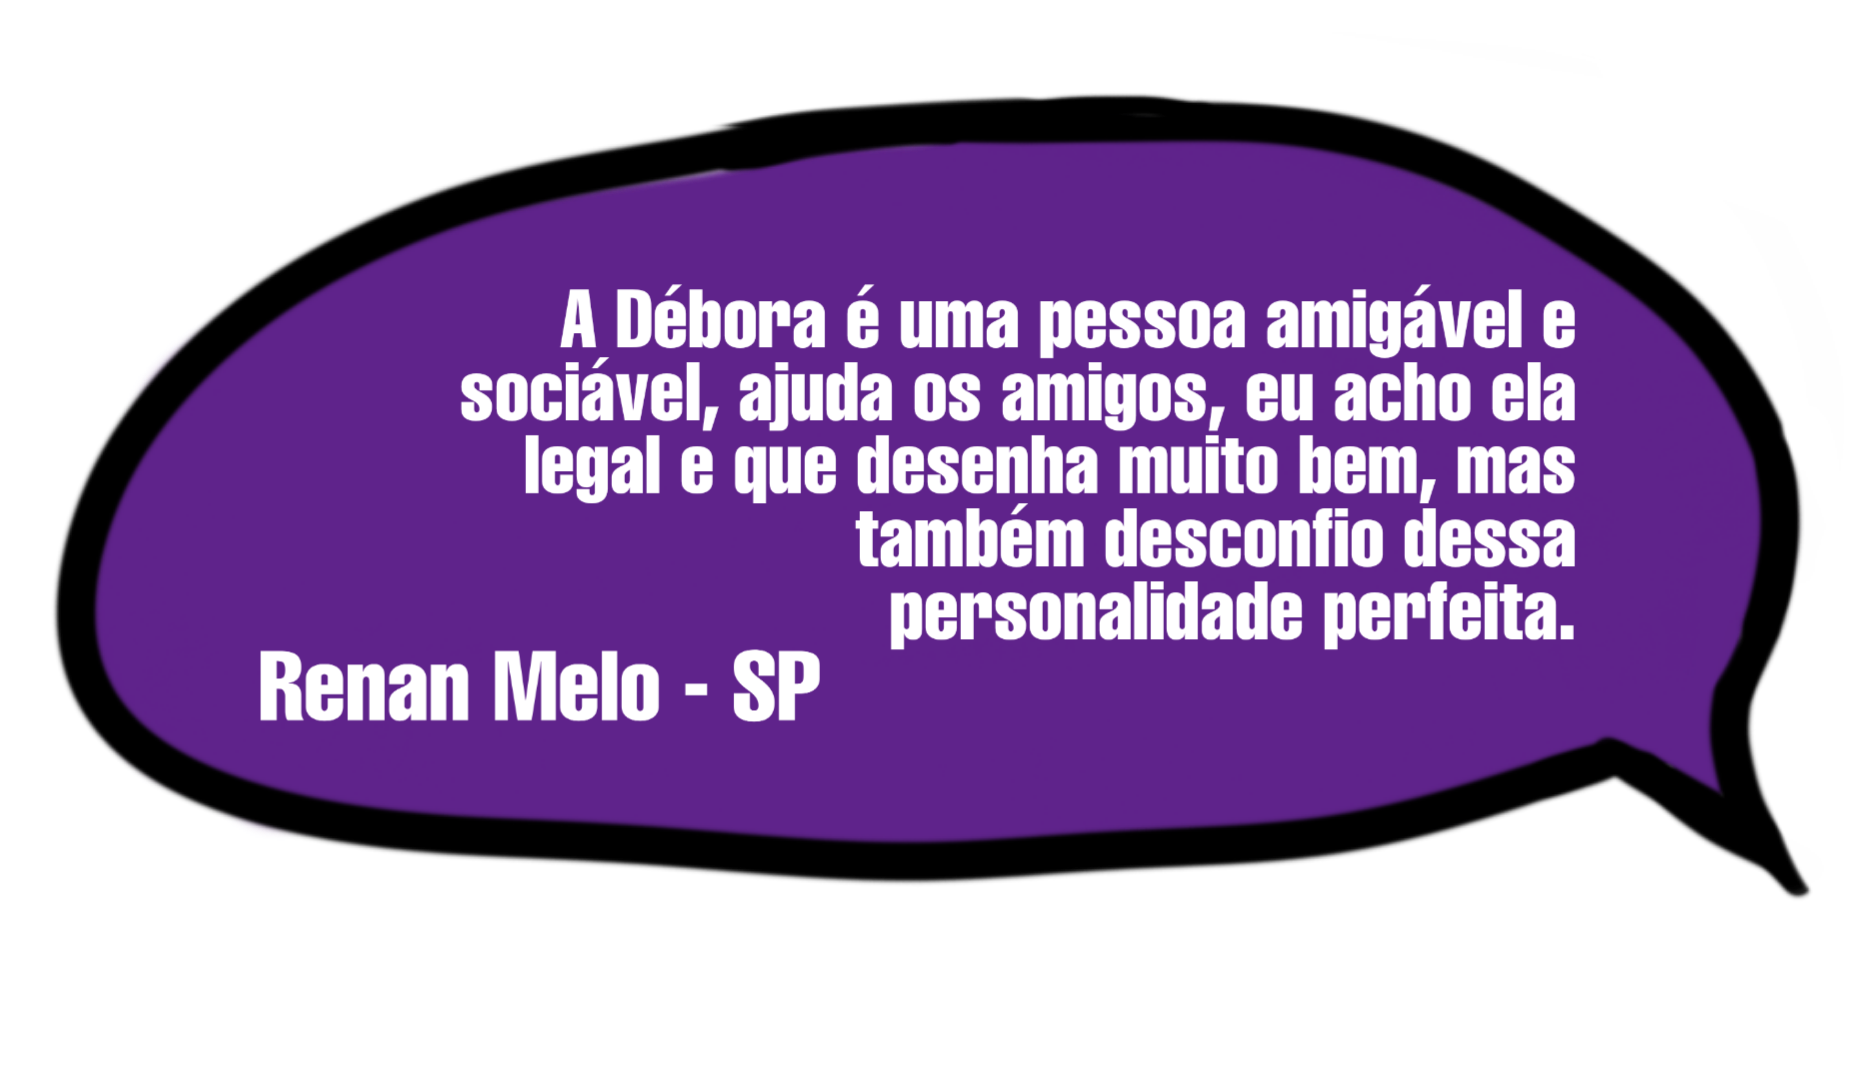 A Débora é uma pessoa amigável e
sociável, ajuda os amigos, eu acho ela
legal e que desenha muito bem, mas
também desconfio dessa
personalidade perfeita.
Renan Melo - SP